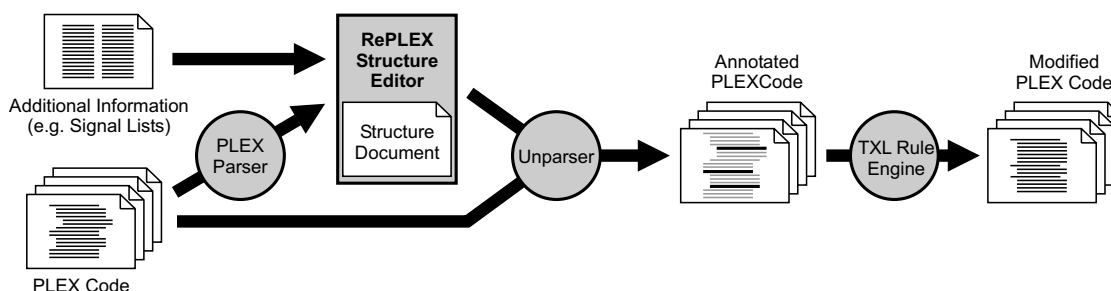 Additional Information
(e.g. Signal Lists)
PLEX
Parser
PLEX Code
RePLEX
Structure
Editor
Structure
Document
Unparser
Annotated
PLEXCode
TXL Rule
Engine
Modified
PLEX Code